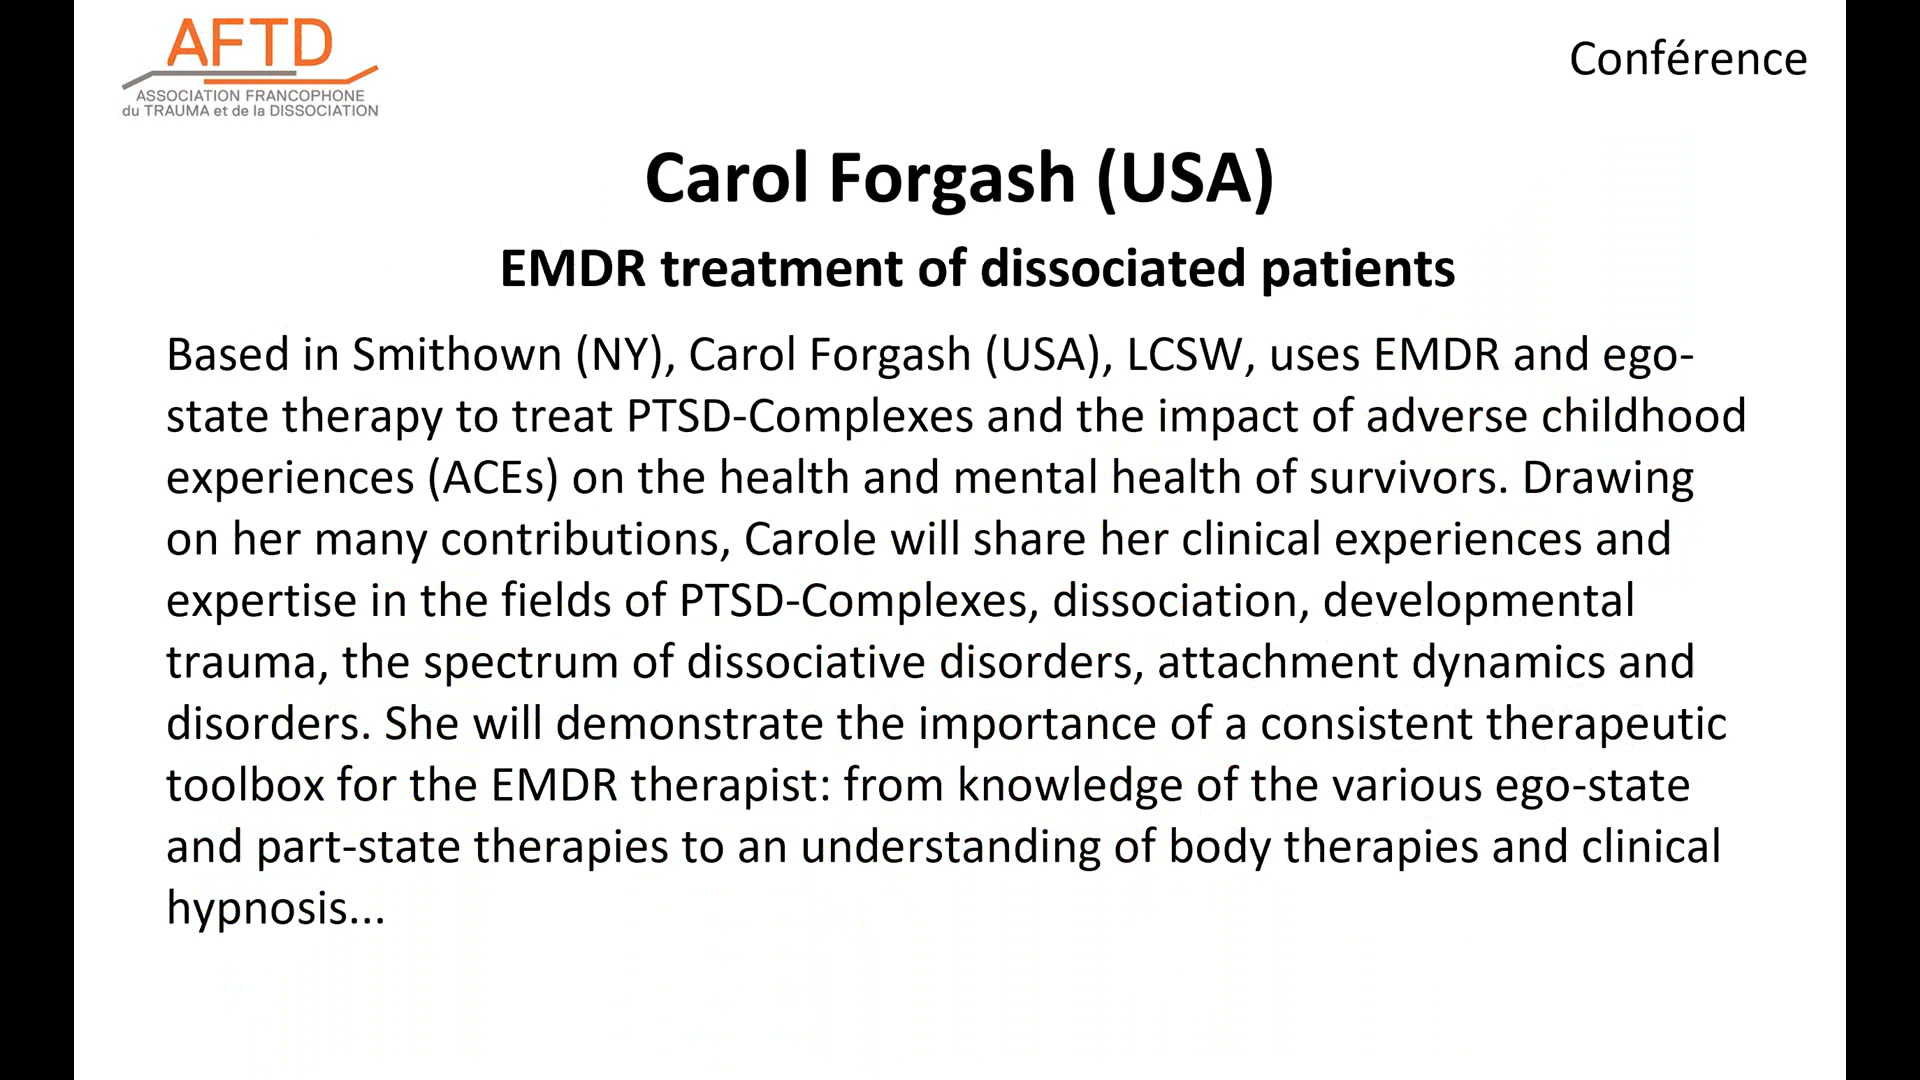 AFTD
ASSOCIATION FRANCOPHONE
du TRAUMA et de la DISSOCIATION
Conférence
Carol Forgash (USA)
EMDR treatment of dissociated patients
Based in Smithown (NY), Carol Forgash (USA), LCSW, uses EMDR and ego-
state therapy to treat PTSD-Complexes and the impact of adverse childhood
experiences (ACEs) on the health and mental health of survivors. Drawing
on her many contributions, Carole will share her clinical experiences and
expertise in the fields of PTSD-Complexes, dissociation, developmental
trauma, the spectrum of dissociative disorders, attachment dynamics and
disorders. She will demonstrate the importance of a consistent therapeutic
toolbox for the EMDR therapist: from knowledge of the various ego-state
and part-state therapies to an understanding of body therapies and clinical
hypnosis...